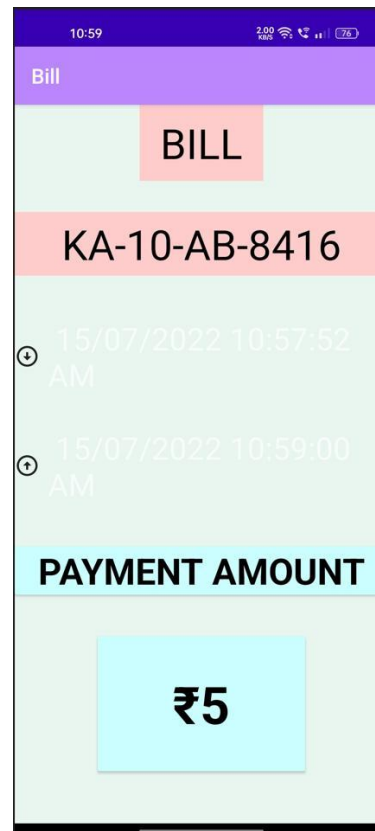 10:59 2.00 KB/S 76
Bill
BILL
KA-10-AB-8416
15/07/2022 10:57:52
AM
15/07/2022 10:59:00
AM
PAYMENT AMOUNT
₹5